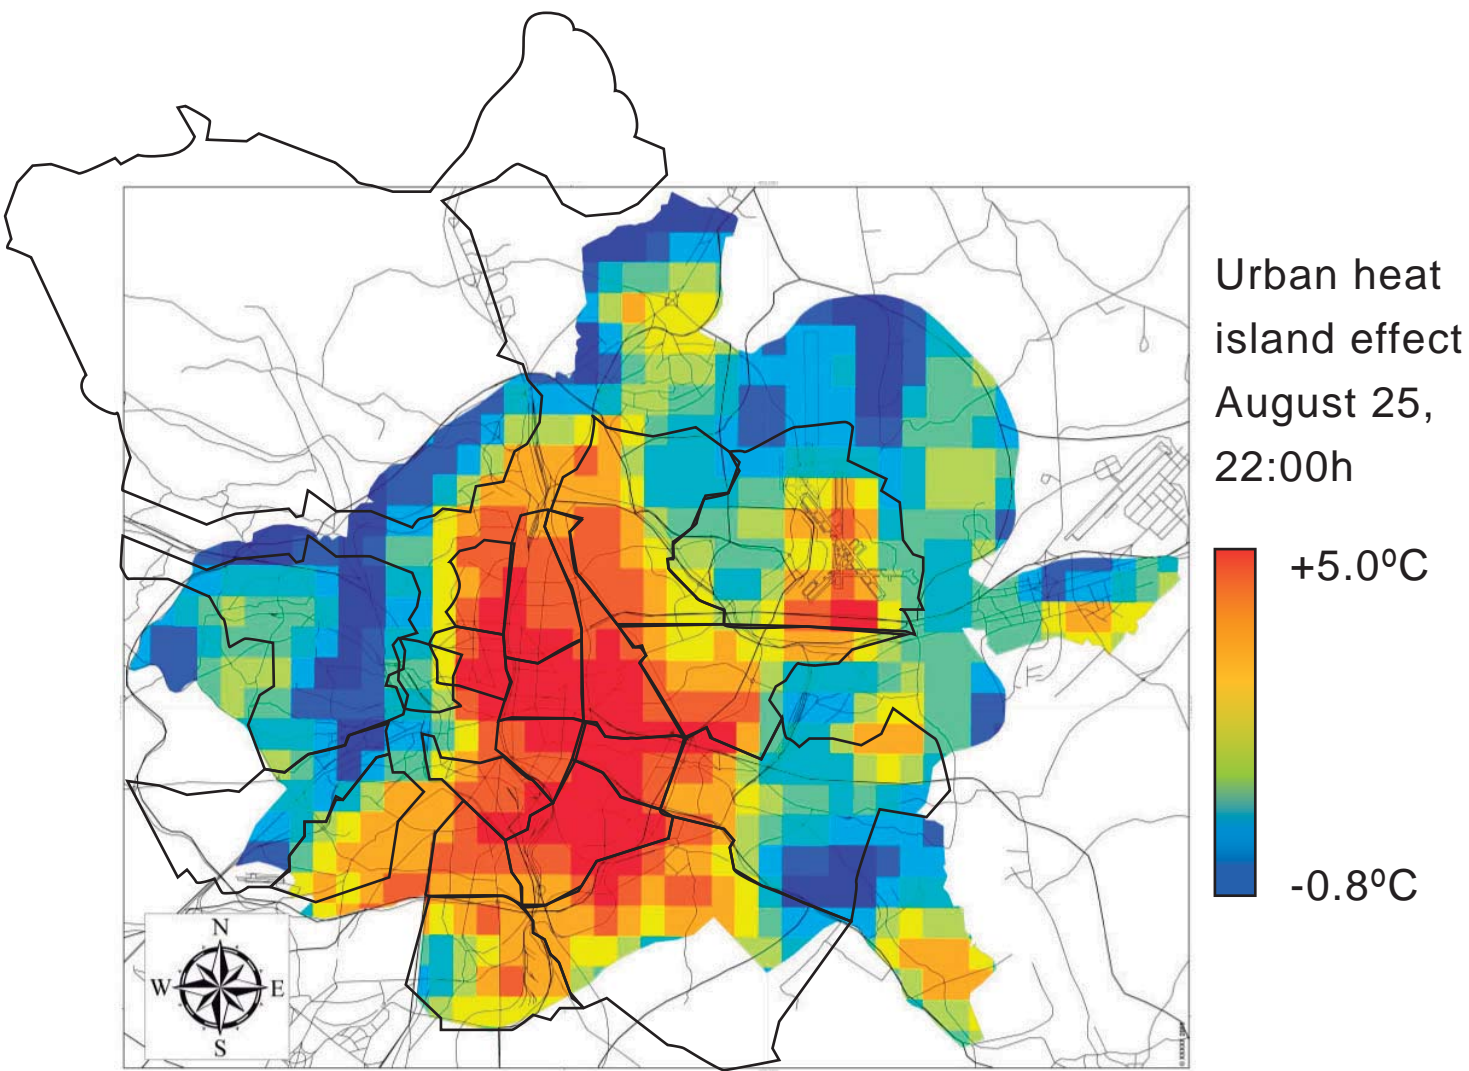 Urban heat
island effect
August 25,
22:00h
+5.0ºC
-0.8ºC
N
W E
S